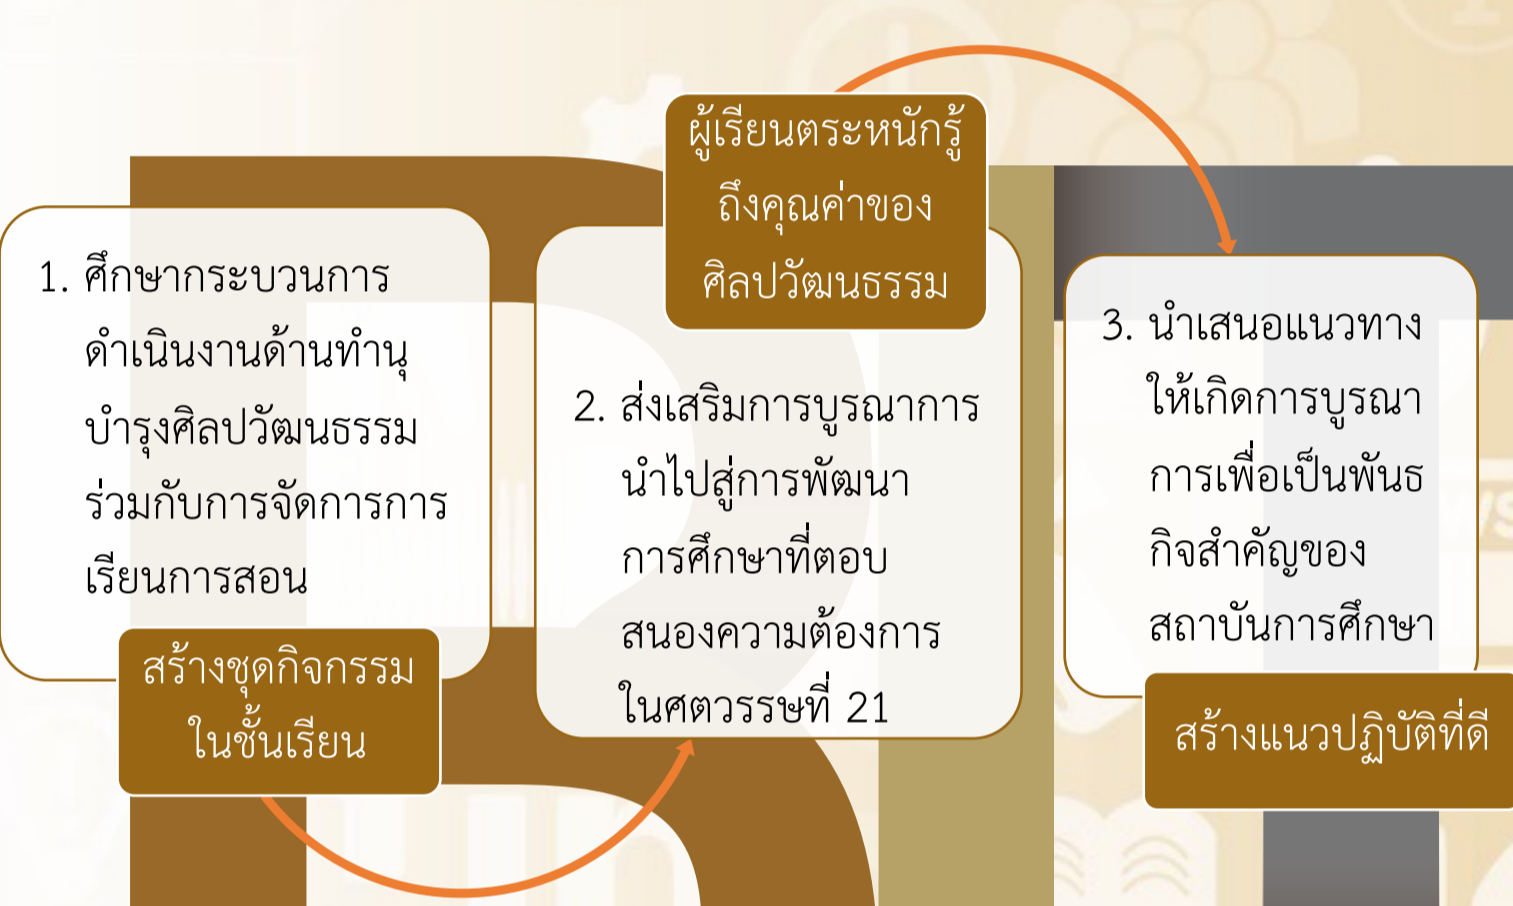 1. ศึกษากระบวนการ
ดำเนินงานด้านทำนุ
บำรุงศิลปวัฒนธรรม
ร่วมกับการจัดการการ
เรียนการสอน
สร้างชุดกิจกรรม
ในชั้นเรียน
ผู้เรียนตระหนักรู้
ถึงคุณค่าของ
ศิลปวัฒนธรรม
2. ส่งเสริมการบูรณาการ
นำไปสู่การพัฒนา
การศึกษาที่ตอบ
สนองความต้องการ
ในศตวรรษที่ 21
3. นำเสนอแนวทาง
ให้เกิดการบูรณา
การเพื่อเป็นพันธ
กิจสำคัญของ
สถาบันการศึกษา
สร้างแนวปฏิบัติที่ดี